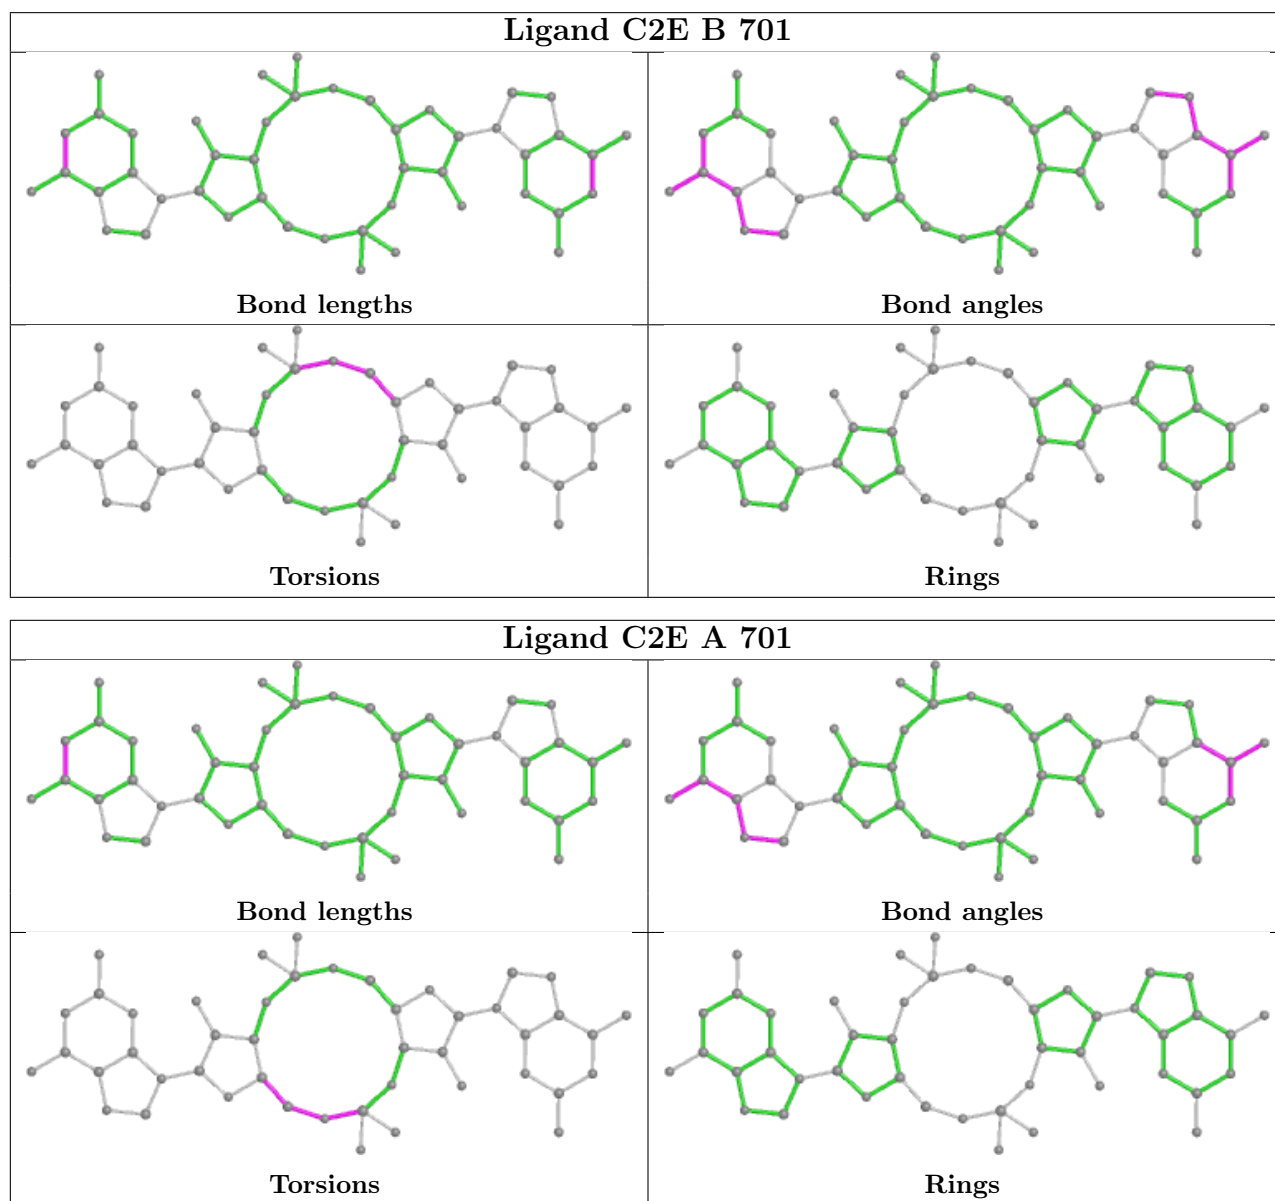 Ligand C2E B 701
Bond lengths
Bond angles
Torsions
Rings
Ligand C2E A 701
Bond lengths
Bond angles
Torsions
Rings